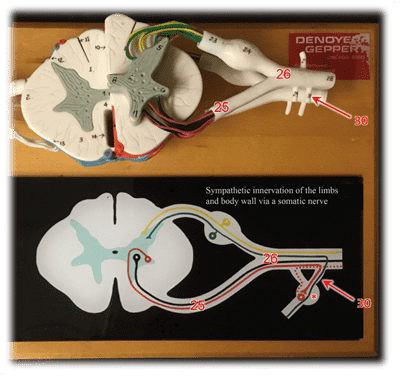 DENOYER
GEPPERT
26
25
30
Sympathetic innervation of the limbs
and body wall via a somatic nerve
26
25
30